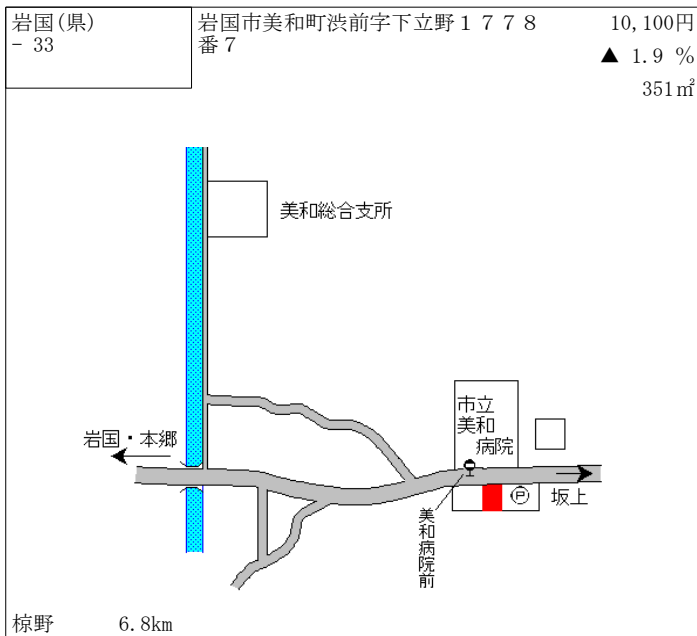 岩国(県)
- 33
岩国市美和町渋前字下立野１７７８
番７
10,100円
▲ 1.9 %
351㎡
美和総合支所
市立
美和
病院
岩国・本郷
坂上
Ｐ
美和病院前
椋野 6.8km